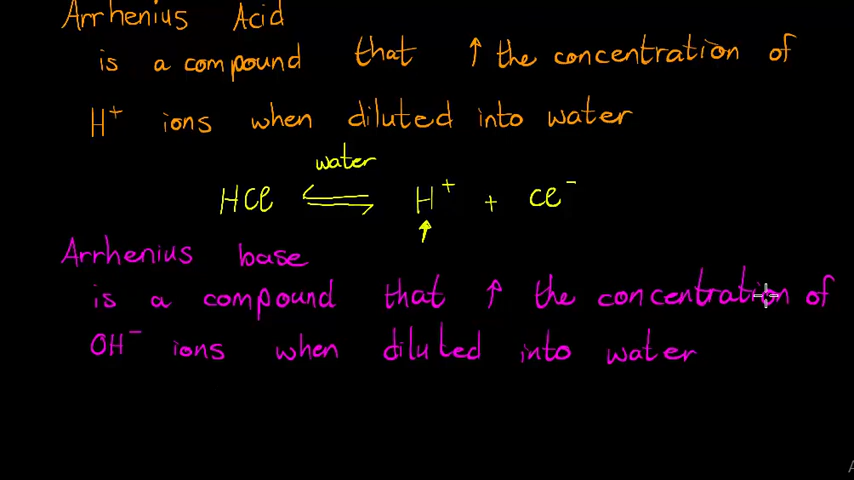 Arrhenius Acid
is a compound that ↑ the concentration of
H⁺ ions when diluted into water
water
HCl ⇌ H⁺ + Cl⁻
↑
Arrhenius base
is a compound that ↑ the concentration of
OH⁻ ions when diluted into water